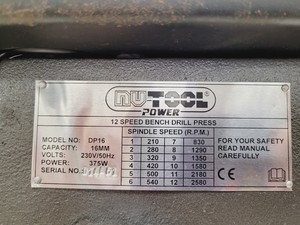 NUTOOL
POWER
12 SPEED BENCH DRILL PRESS
MODEL NO: DP16
CAPACITY: 16MM
VOLTS: 230V/50Hz
POWER: 375W
SERIAL NO:
SPINDLE SPEED (R.P.M.)
1 210 7 830
2 280 8 1290
3 320 9 1350
4 420 10 1580
5 500 11 2180
6 540 12 2580
FOR YOUR SAFETY
READ MANUAL
CAREFULLY
CE